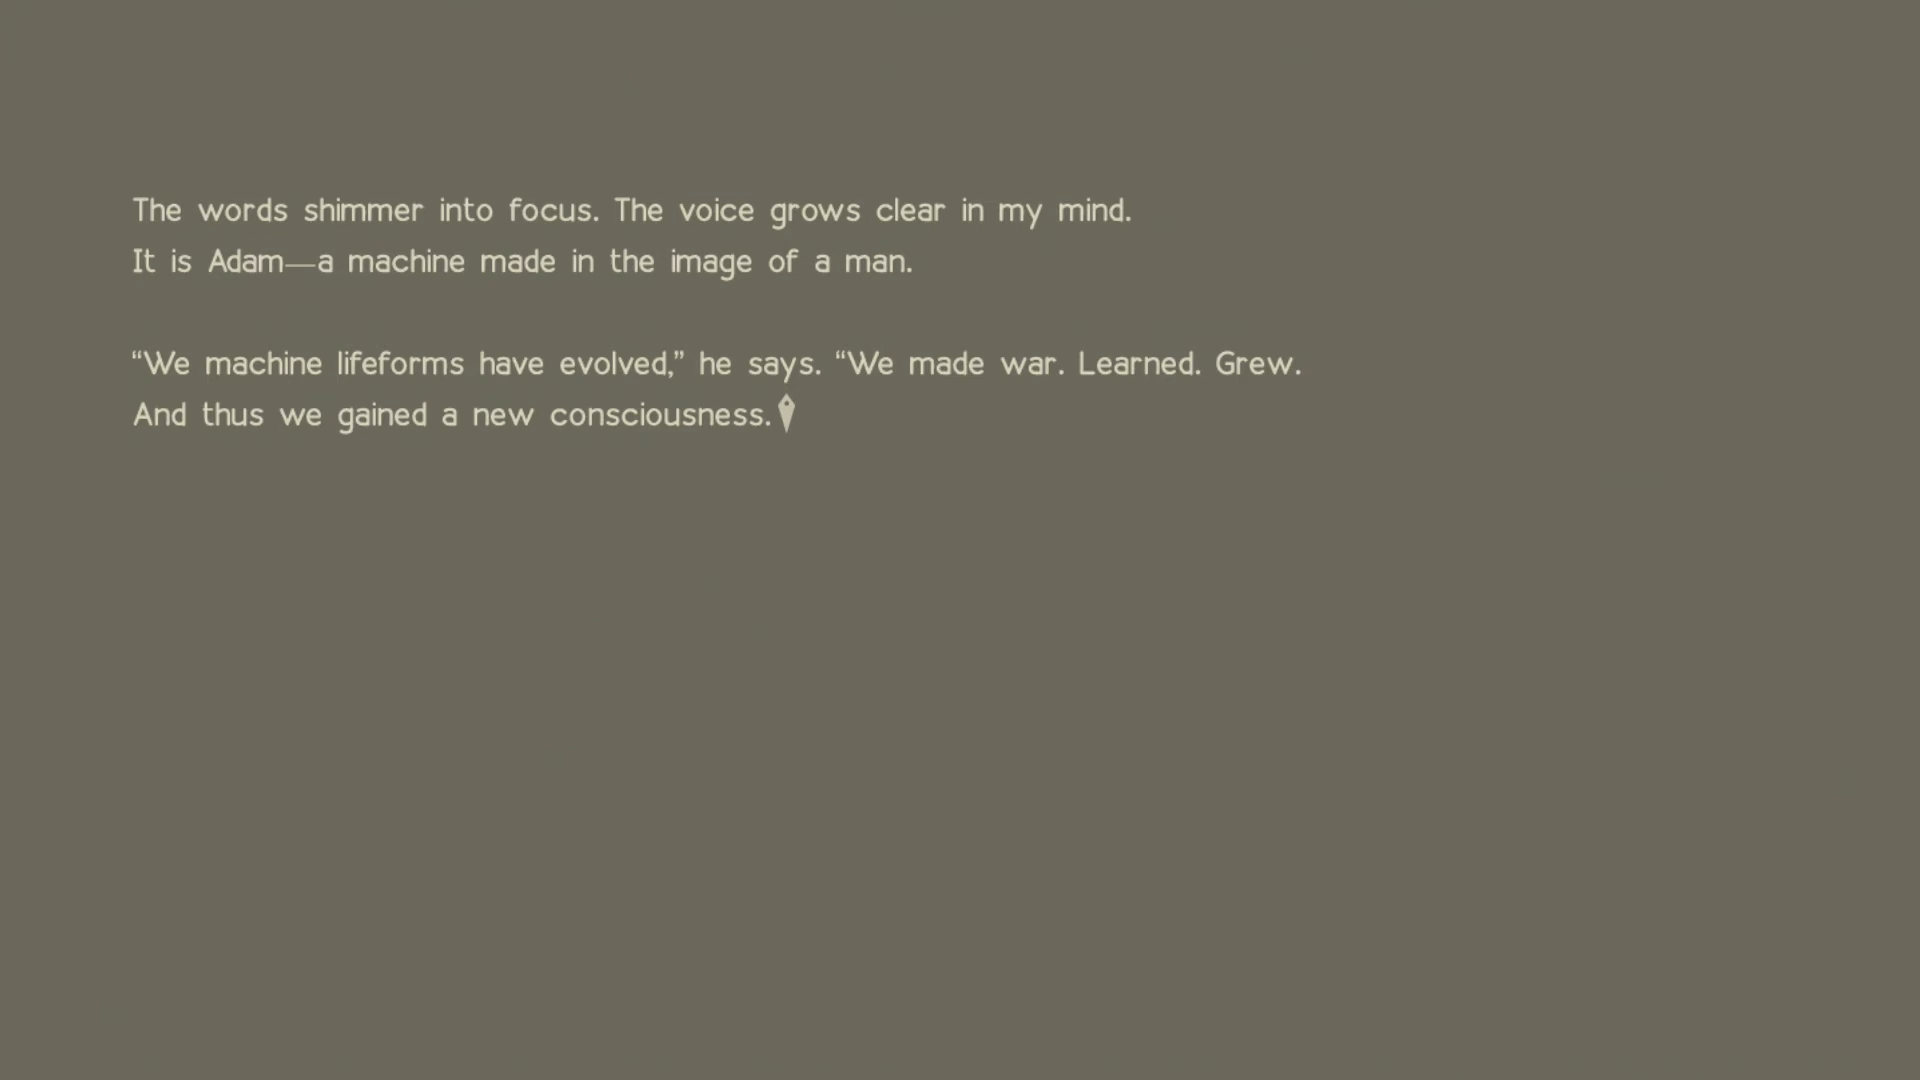 The words shimmer into focus. The voice grows clear in my mind.
It is Adam—a machine made in the image of a man.
“We machine lifeforms have evolved,” he says. “We made war. Learned. Grew.
And thus we gained a new consciousness.